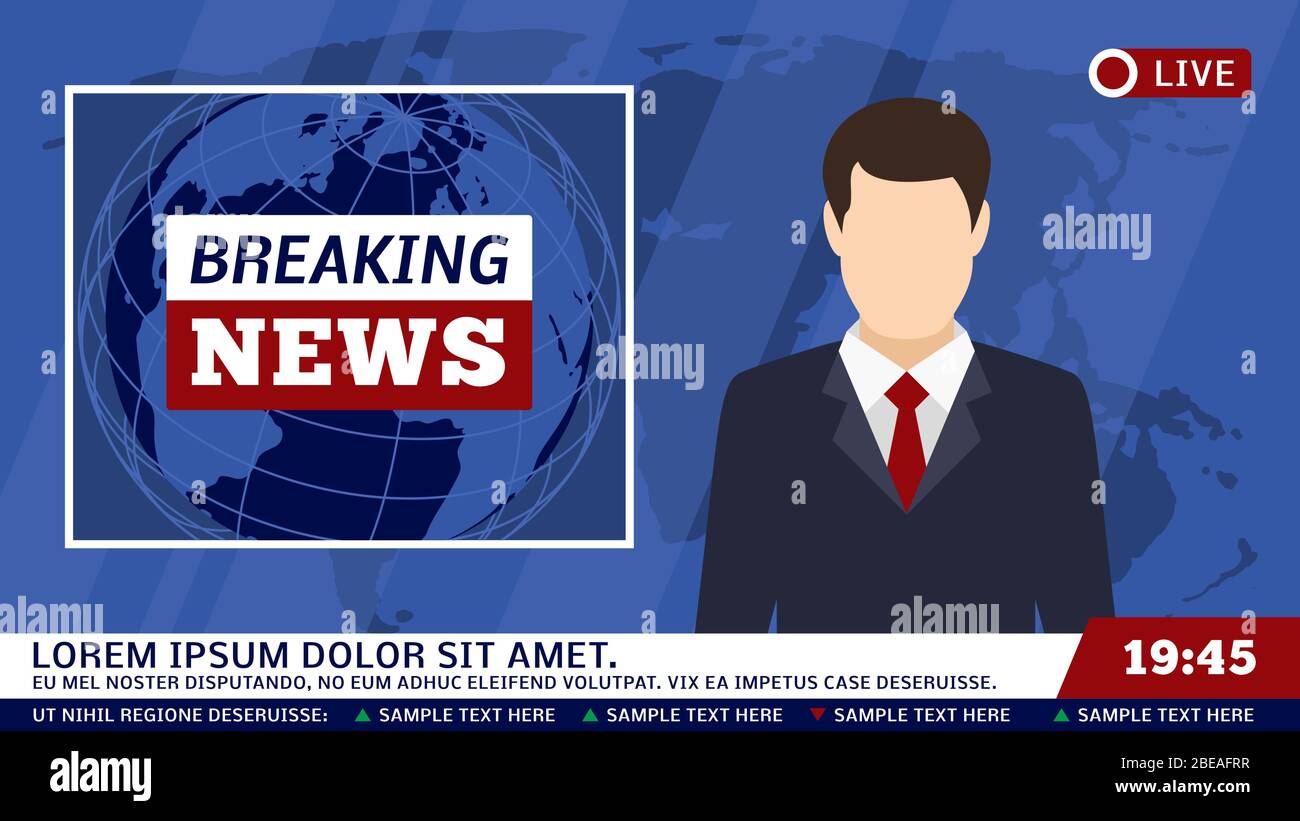 LIVE
BREAKING
NEWS
LOREM IPSUM DOLOR SIT AMET.
EU MEL NOSTER DISPUTANDO, NO EUM ADHUC ELEIFEND VOLUTPAT. VIX EA IMPETUS CASE DESERUISSE.
19:45
UT NIHIL REGIONE DESERUISSE: SAMPLE TEXT HERE SAMPLE TEXT HERE SAMPLE TEXT HERE SAMPLE TEXT HERE
alamy
alamy
alamy
alamy
alamy
alamy
Image ID: 2BEAFRR
www.alamy.com